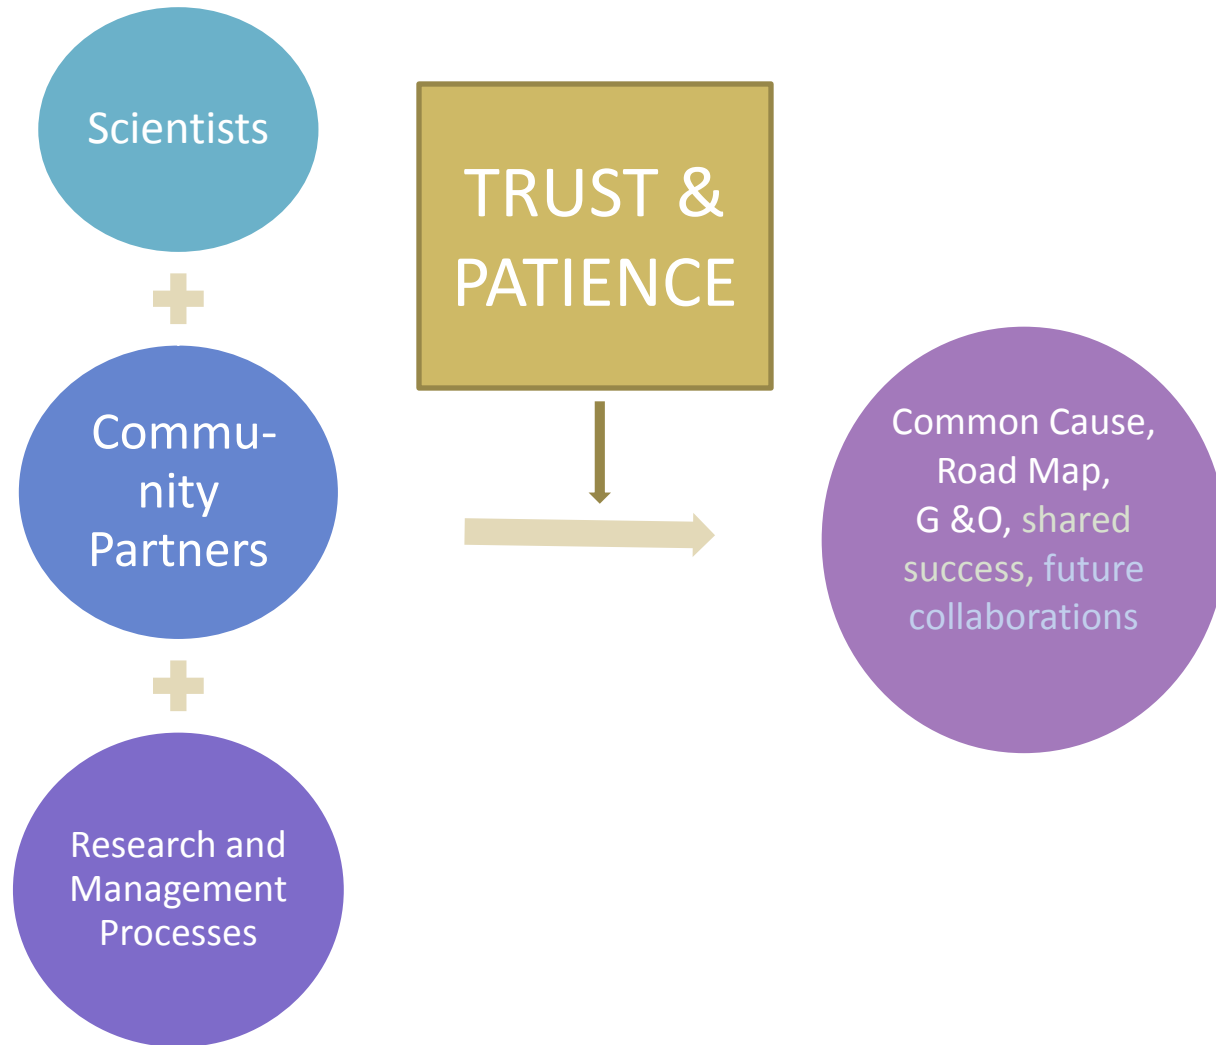 Scientists
TRUST &
PATIENCE
Commu-
nity
Partners
Common Cause,
Road Map,
G &O, shared
success, future
collaborations
Research and
Management
Processes